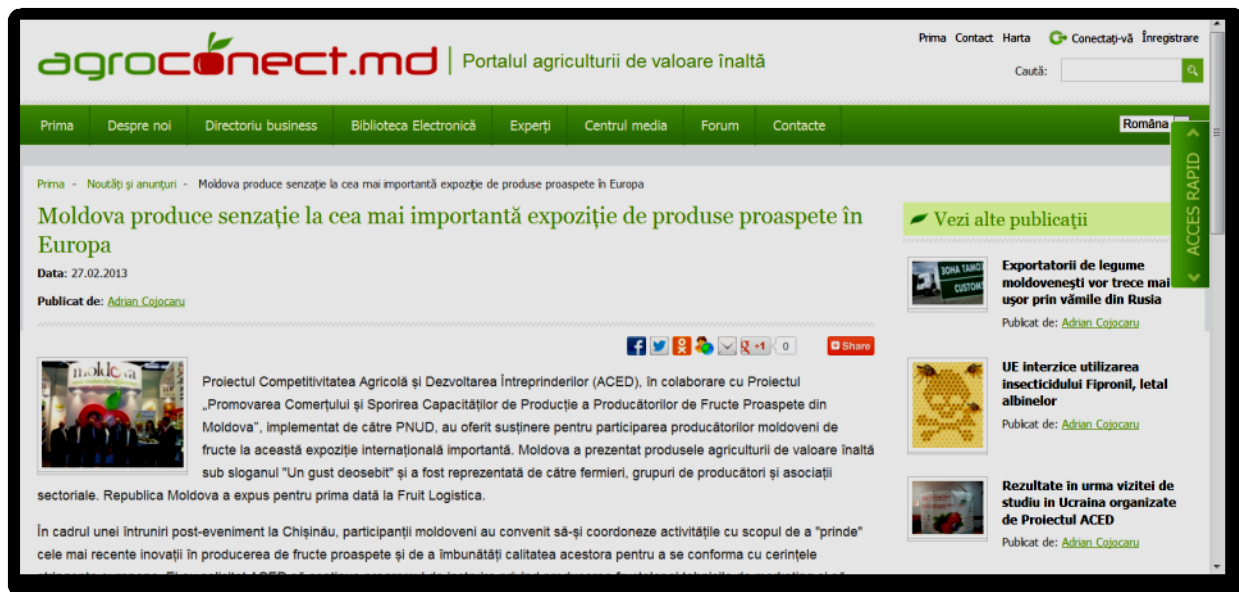 agroconect.md
Portalul agriculturii de valoare înaltă
Prima Contact Harta Conectați-vă Înregistrare
Caută:
Prima Despre noi Directoriu business Biblioteca Electronică Experți Centrul media Forum Contacte
Româna
ACCES RAPID
Prima - Noutăți și anunțuri - Moldova produce senzație la cea mai importantă expoziție de produse proaspete în Europa
Moldova produce senzație la cea mai importantă expoziție de produse proaspete în
Europa
Data: 27.02.2013
Publicat de: Adrian Cojocaru
+1 0 Share
moldova
Proiectul Competitivitatea Agricolă și Dezvoltarea Întreprinderilor (ACED), în colaborare cu Proiectul
„Promovarea Comerțului și Sporirea Capacităților de Producție a Producătorilor de Fructe Proaspete din
Moldova", implementat de către PNUD, au oferit susținere pentru participarea producătorilor moldoveni de
fructe la această expoziție internațională importantă. Moldova a prezentat produsele agriculturii de valoare înaltă
sub sloganul "Un gust deosebit" și a fost reprezentată de către fermieri, grupuri de producători și asociații
sectoriale. Republica Moldova a expus pentru prima dată la Fruit Logistica.
În cadrul unei întruniri post-eveniment la Chișinău, participanții moldoveni au convenit să-și coordoneze activitățile cu scopul de a "prinde"
cele mai recente inovații în producerea de fructe proaspete și de a îmbunătăți calitatea acestora pentru a se conforma cu cerințele
Vezi alte publicații
ЗОНА ТАМО
CUSTOMS
Exportatorii de legume
moldovenești vor trece mai
ușor prin vămile din Rusia
Publicat de: Adrian Cojocaru
UE interzice utilizarea
insecticidului Fipronil, letal
albinelor
Publicat de: Adrian Cojocaru
Rezultate in urma vizitei de
studiu in Ucraina organizate
de Proiectul ACED
Publicat de: Adrian Cojocaru